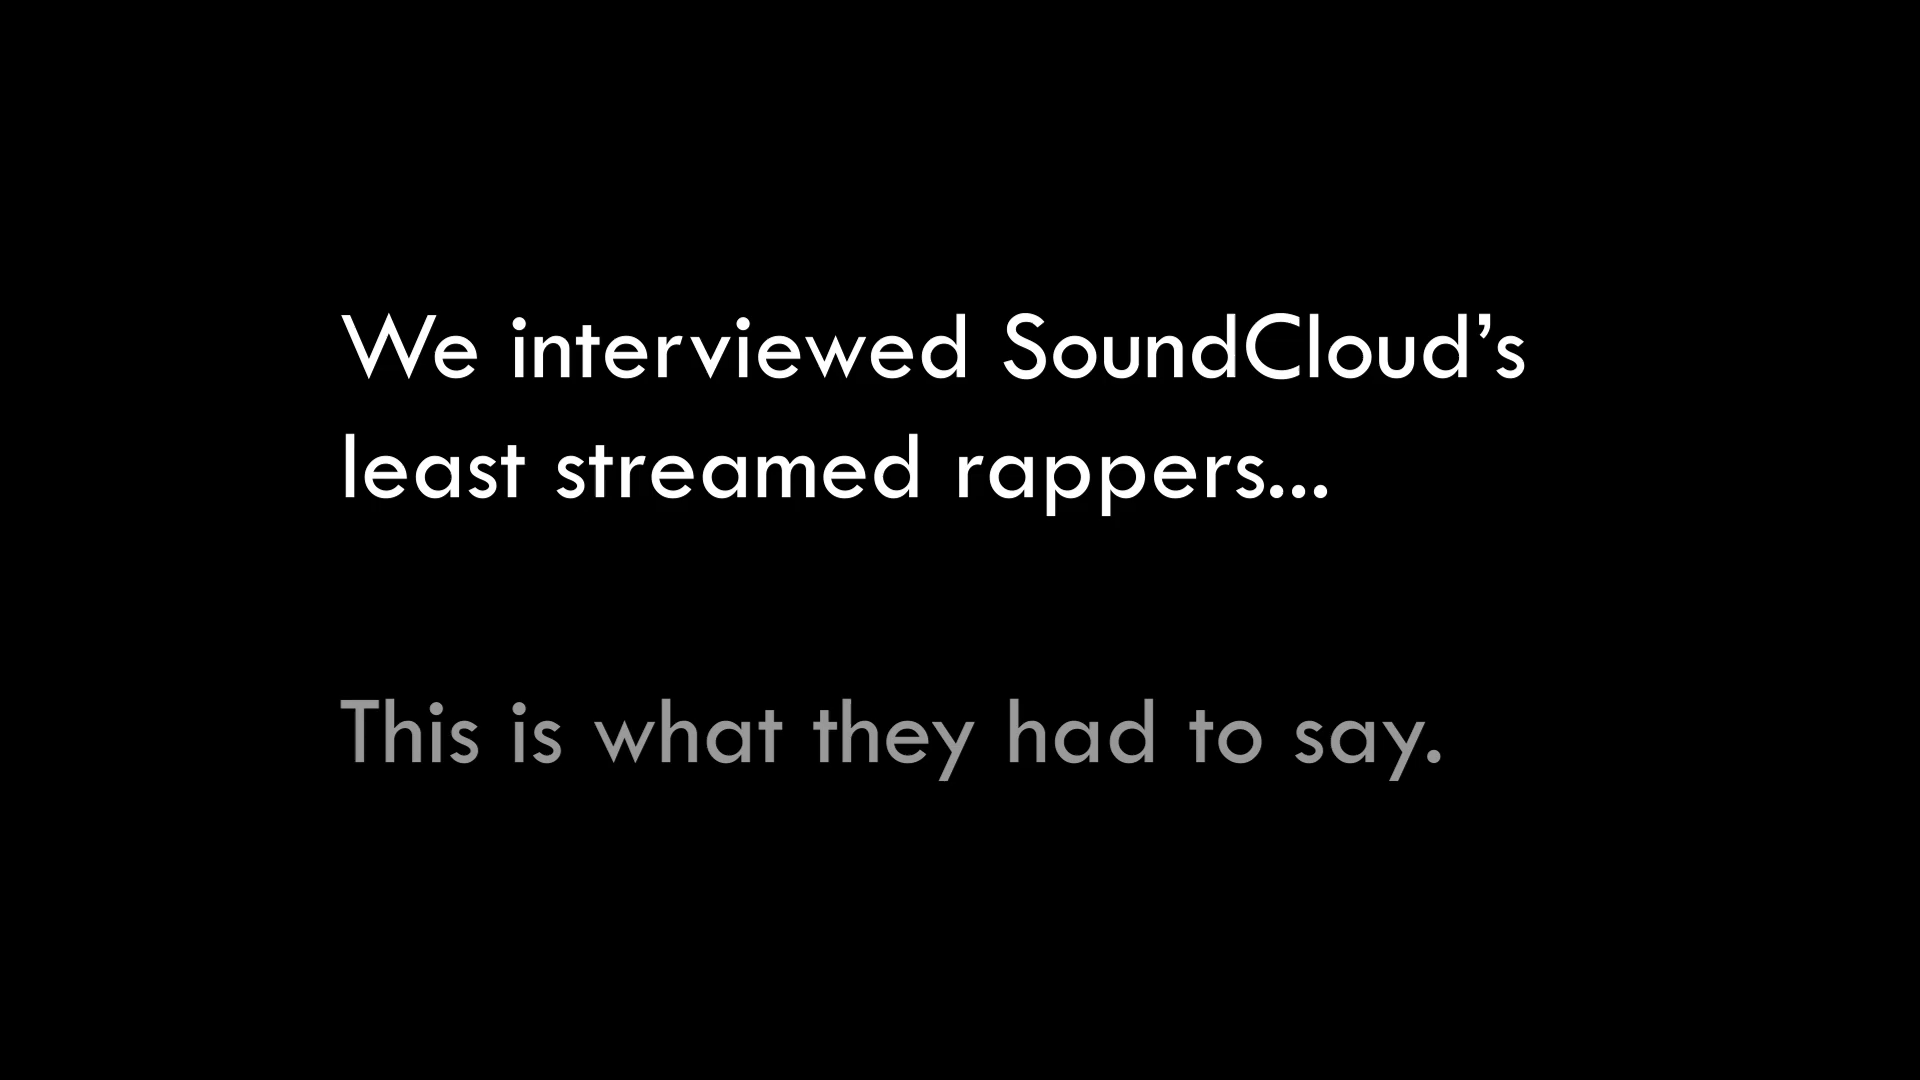 We interviewed SoundCloud’s
least streamed rappers...
This is what they had to say.